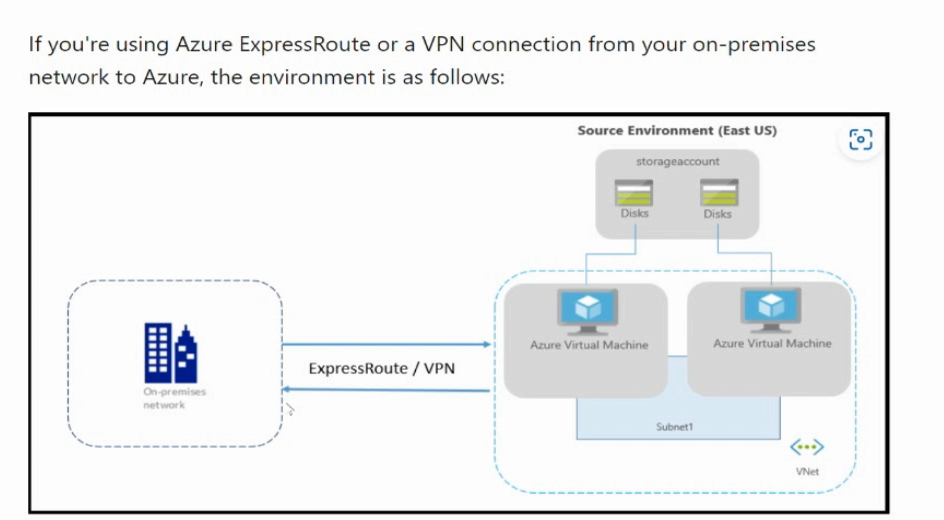 If you're using Azure ExpressRoute or a VPN connection from your on-premises
network to Azure, the environment is as follows:
Source Environment (East US)
storageaccount
Disks
Disks
Azure Virtual Machine
Azure Virtual Machine
ExpressRoute / VPN
On-premises
network
Subnet1
VNet